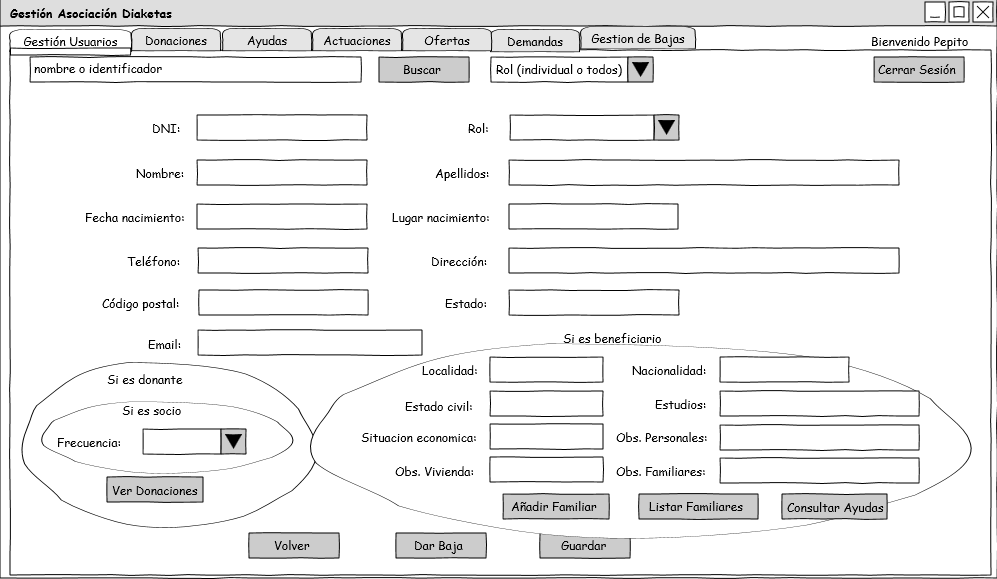 Gestión Asociación Diaketas
Gestión Usuarios Donaciones Ayudas Actuaciones Ofertas Demandas Gestion de Bajas Bienvenido Pepito
nombre o identificador Buscar Rol (individual o todos) Cerrar Sesión
DNI: Rol:
Nombre: Apellidos:
Fecha nacimiento: Lugar nacimiento:
Teléfono: Dirección:
Código postal: Estado:
Email: Si es beneficiario
Localidad: Nacionalidad:
Si es donante
Estado civil: Estudios:
Si es socio
Frecuencia: Situacion economica: Obs. Personales:
Obs. Vivienda: Obs. Familiares:
Ver Donaciones
Añadir Familiar Listar Familiares Consultar Ayudas
Volver Dar Baja Guardar